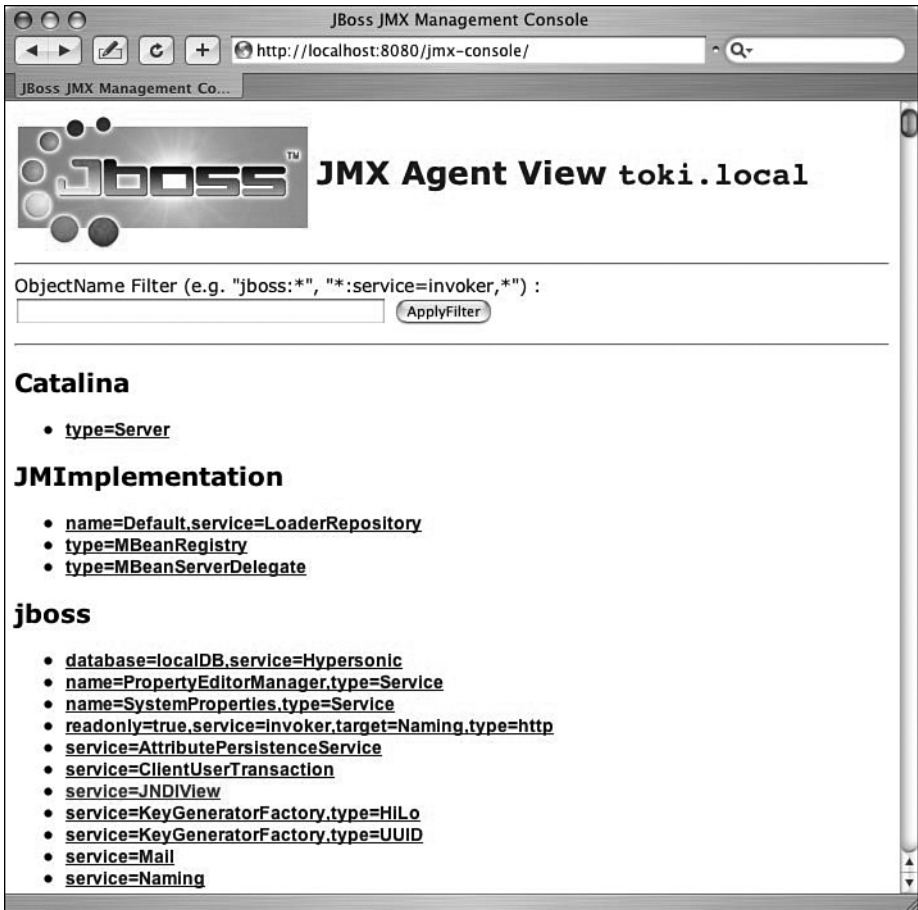 JBoss JMX Management Console
http://localhost:8080/jmx-console/
Q
JBoss JMX Management Co...
Jboss™
JMX Agent View toki.local
ObjectName Filter (e.g. "jboss:*", "*:service=invoker,*") :
ApplyFilter
Catalina
• type=Server
JMImplementation
• name=Default,service=LoaderRepository
• type=MBeanRegistry
• type=MBeanServerDelegate
jboss
• database=localDB,service=Hypersonic
• name=PropertyEditorManager,type=Service
• name=SystemProperties,type=Service
• readonly=true,service=invoker,target=Naming,type=http
• service=AttributePersistenceService
• service=ClientUserTransaction
• service=JNDIView
• service=KeyGeneratorFactory,type=HiLo
• service=KeyGeneratorFactory,type=UUID
• service=Mail
• service=Naming